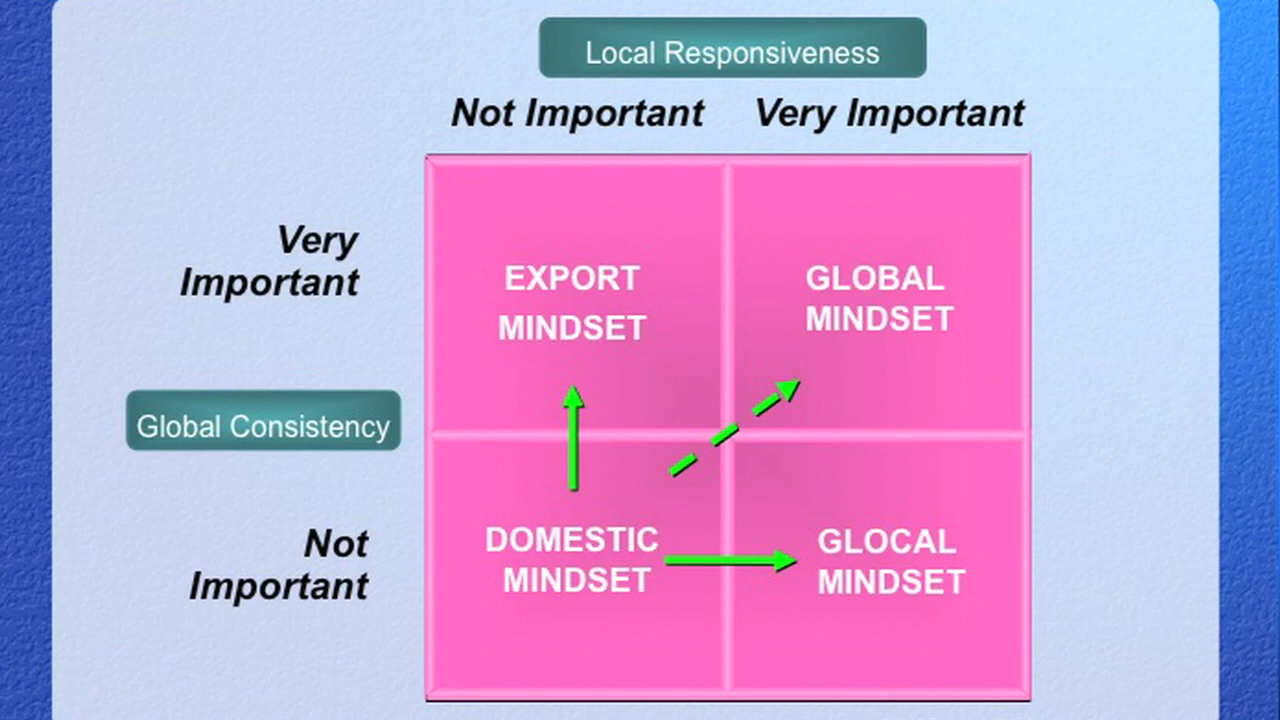 Local Responsiveness
Not Important
Very Important
Very
Important
EXPORT
MINDSET
GLOBAL
MINDSET
Global Consistency
Not
Important
DOMESTIC
MINDSET
GLOCAL
MINDSET